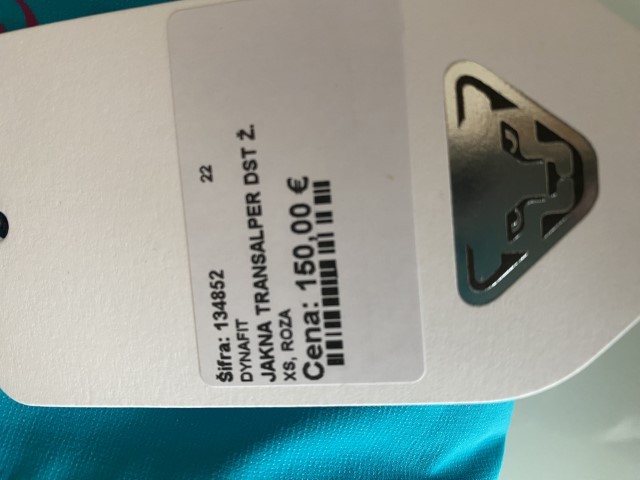 Šifra: 134852 22
DYNAFIT
JAKNA TRANSALPER DST Ž.
XS, ROZA
Cena: 150,00 €